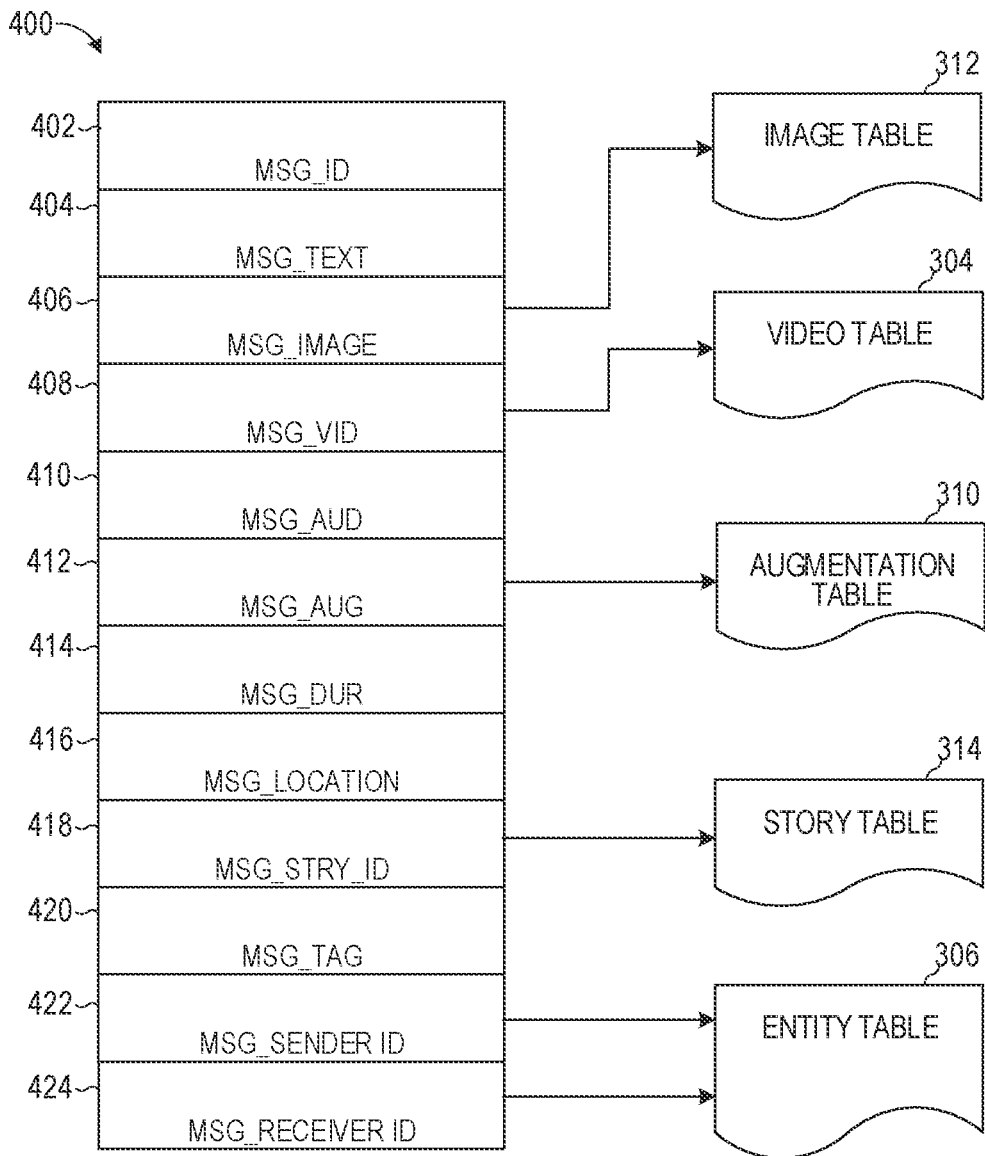 400
402
MSG_ID
404
MSG_TEXT
406
MSG_IMAGE
408
MSG_VID
410
MSG_AUD
412
MSG_AUG
414
MSG_DUR
416
MSG_LOCATION
418
MSG_STRY_ID
420
MSG_TAG
422
MSG_SENDER ID
424
MSG_RECEIVER ID
312
IMAGE TABLE
304
VIDEO TABLE
310
AUGMENTATION
TABLE
314
STORY TABLE
306
ENTITY TABLE